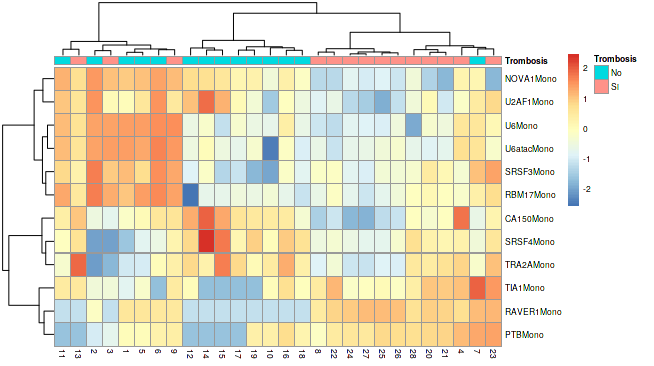 Trombosis
Trombosis
No
SI
2
1
0
-1
-2
NOVA1Mono
U2AF1Mono
U6Mono
U6atacMono
SRSF3Mono
RBM17Mono
CA150Mono
SRSF4Mono
TRA2AMono
TIA1Mono
RAVER1Mono
PTBMono
11 13 2 3 1 5 6 9 12 14 15 17 19 10 16 18 8 22 24 27 25 26 28 20 21 4 7 23